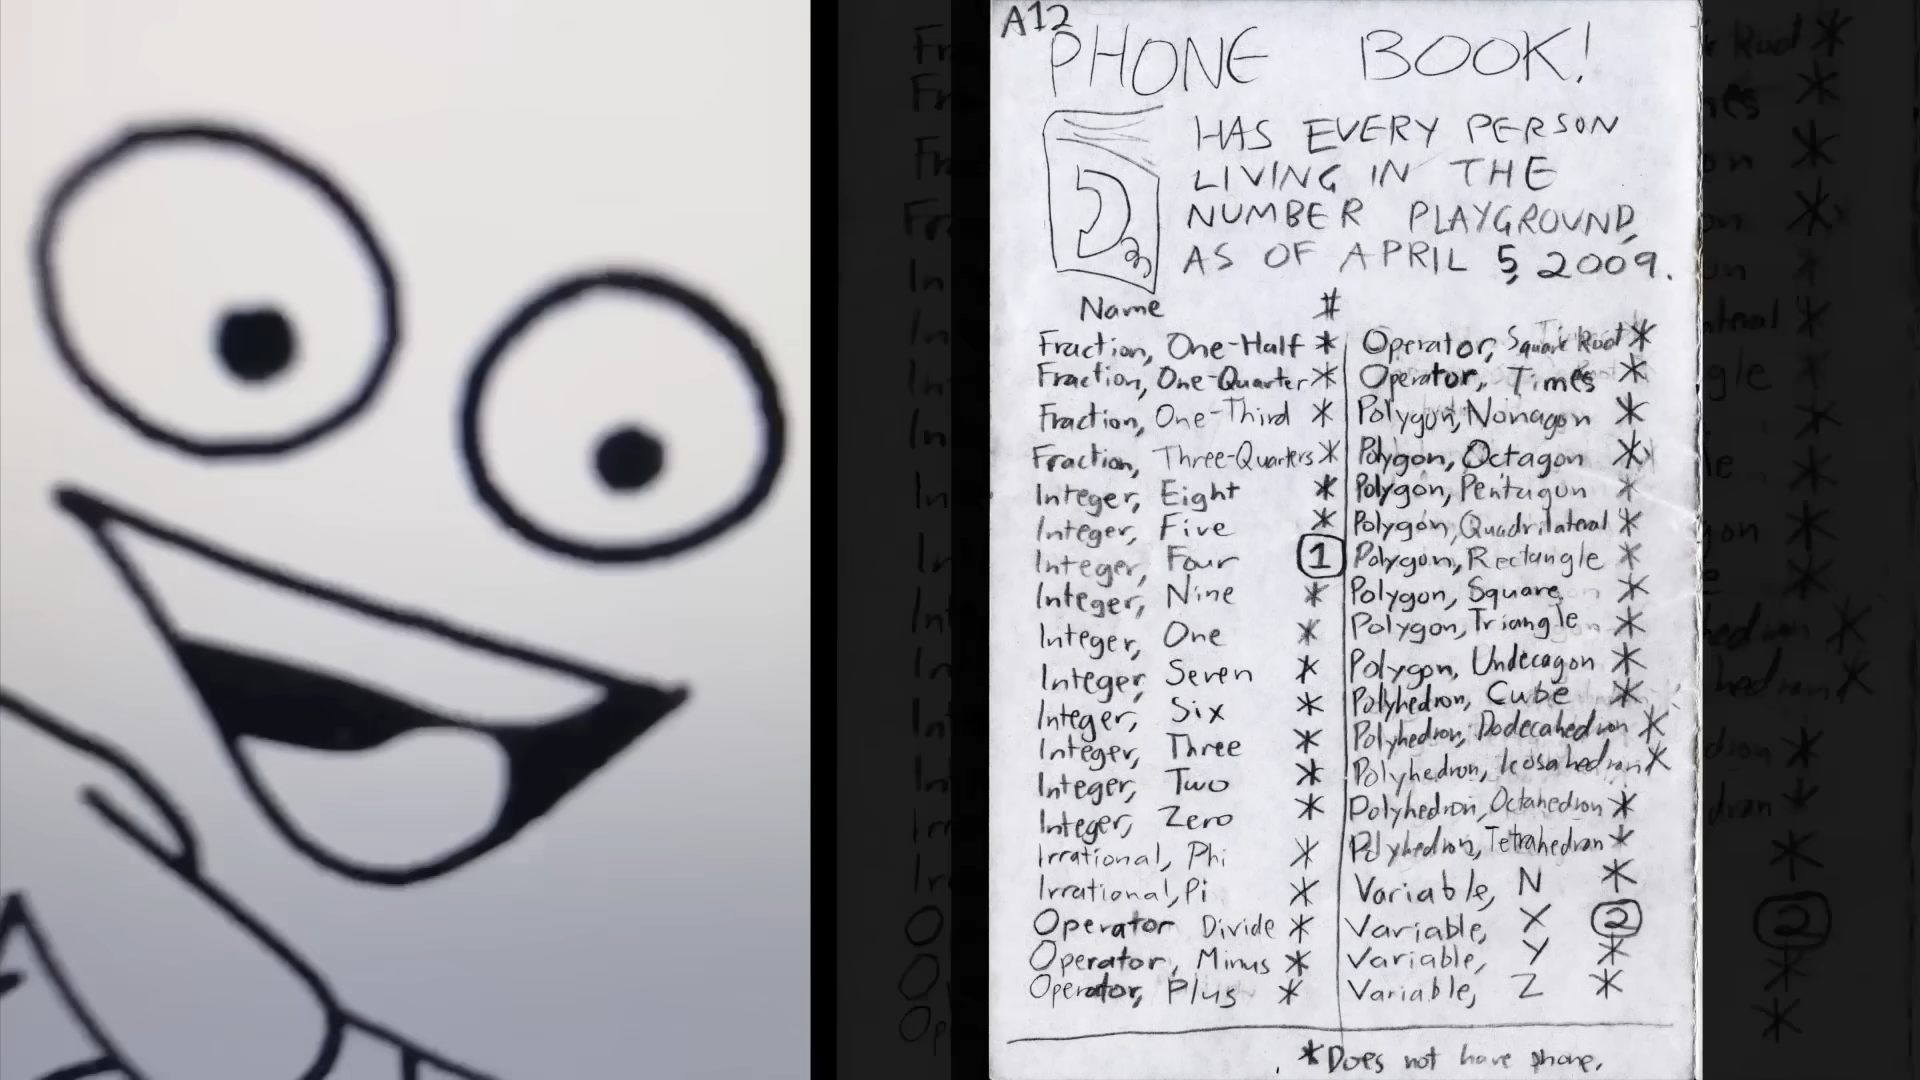 A12
PHONE BOOK!
HAS EVERY PERSON
LIVING IN THE
NUMBER PLAYGROUND,
AS OF APRIL 5, 2009.
Name #
Fraction, One-Half *
Fraction, One-Quarter *
Fraction, One-Third *
Fraction, Three-Quarters *
Integer, Eight *
Integer, Five *
Integer, Four 1
Integer, Nine *
Integer, One *
Integer, Seven *
Integer, Six *
Integer, Three *
Integer, Two *
Integer, Zero *
Irrational, Phi *
Irrational, Pi *
Operator Divide *
Operator, Minus *
Operator, Plus *
Operator, Square Root *
Operator, Times *
Polygon, Nonagon *
Polygon, Octagon *
Polygon, Pentagon *
Polygon, Quadrilateral *
Polygon, Rectangle *
Polygon, Square *
Polygon, Triangle *
Polygon, Undecagon *
Polyhedron, Cube *
Polyhedron, Dodecahedron *
Polyhedron, Icosahedron *
Polyhedron, Octahedron *
Polyhedron, Tetrahedron *
Variable, N *
Variable, X 2
Variable, Y *
Variable, Z *
*Does not have phone.